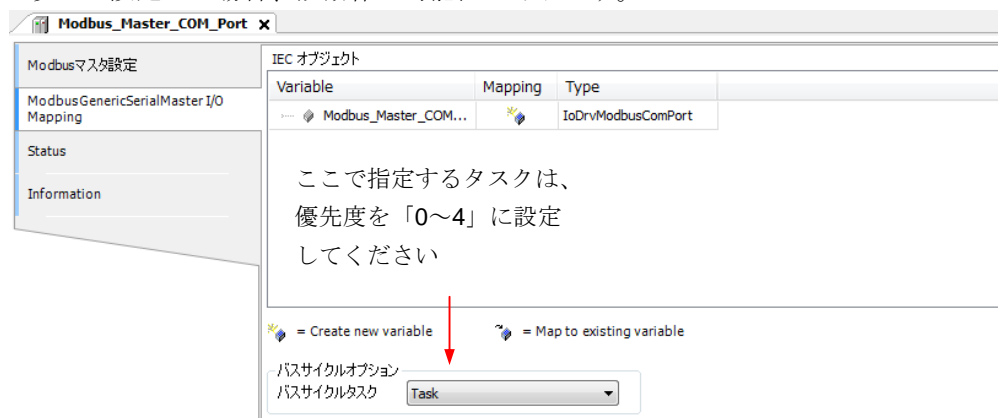 Modbus_Master_COM_Port
Modbusマスタ設定
ModbusGenericSerialMaster I/O
Mapping
Status
Information
IEC オブジェクト
Variable Mapping Type
Modbus_Master_COM... IoDrvModbusComPort
ここで指定するタスクは、
優先度を「0～4」に設定
してください
= Create new variable = Map to existing variable
バスサイクルオプション
バスサイクルタスク Task